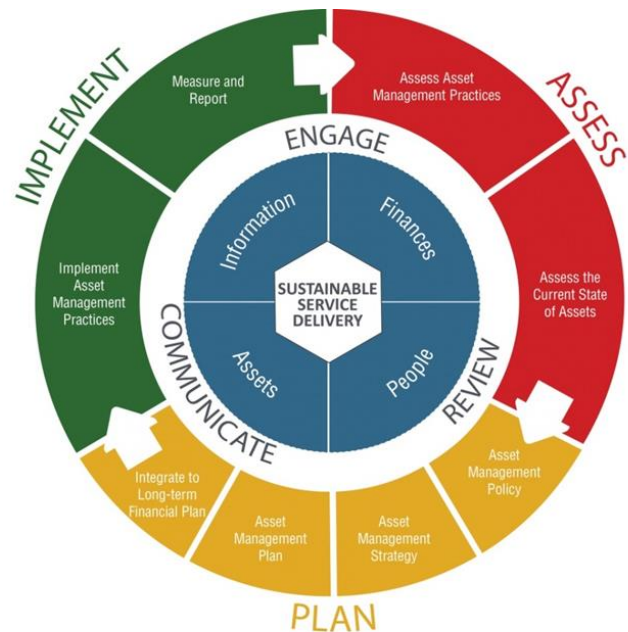 IMPLEMENT
Measure and
Report
Implement
Asset
Management
Practices
ASSESS
Assess Asset
Management Practices
Assess the
Current State
of Assets
PLAN
Asset
Management
Policy
Asset
Management
Strategy
Asset
Management
Plan
Integrate to
Long-term
Financial Plan
ENGAGE
REVIEW
COMMUNICATE
Information
Finances
People
Assets
SUSTAINABLE
SERVICE
DELIVERY